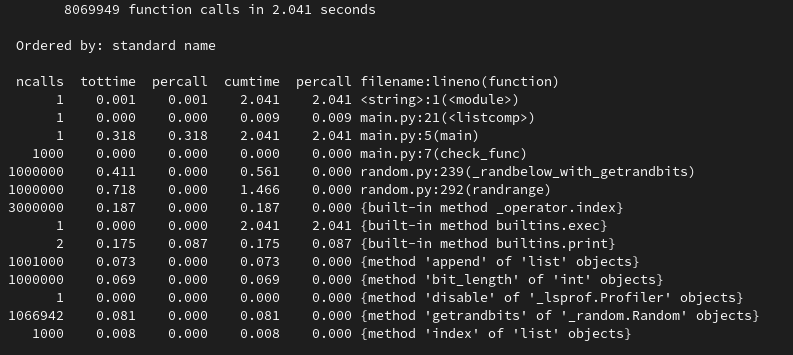 8069949 function calls in 2.041 seconds
Ordered by: standard name
ncalls tottime percall cumtime percall filename:lineno(function)
1 0.001 0.001 2.041 2.041 <string>:1(<module>)
1 0.000 0.000 0.009 0.009 main.py:21(<listcomp>)
1 0.318 0.318 2.041 2.041 main.py:5(main)
1000 0.000 0.000 0.000 0.000 main.py:7(check_func)
1000000 0.411 0.000 0.561 0.000 random.py:239(_randbelow_with_getrandbits)
1000000 0.718 0.000 1.466 0.000 random.py:292(randrange)
3000000 0.187 0.000 0.187 0.000 {built-in method _operator.index}
1 0.000 0.000 2.041 2.041 {built-in method builtins.exec}
2 0.175 0.087 0.175 0.087 {built-in method builtins.print}
1001000 0.073 0.000 0.073 0.000 {method 'append' of 'list' objects}
1000000 0.069 0.000 0.069 0.000 {method 'bit_length' of 'int' objects}
1 0.000 0.000 0.000 0.000 {method 'disable' of '_lsprof.Profiler' objects}
1066942 0.081 0.000 0.081 0.000 {method 'getrandbits' of '_random.Random' objects}
1000 0.008 0.000 0.008 0.000 {method 'index' of 'list' objects}